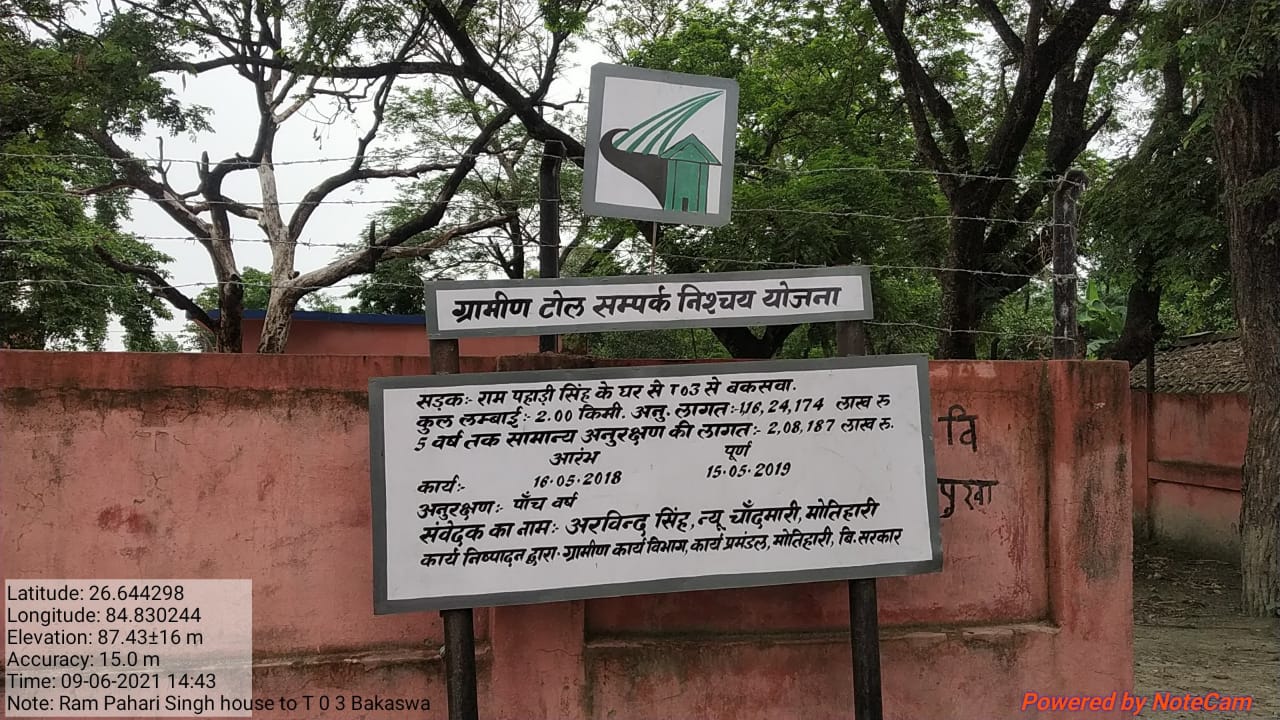 ग्रामीण टोल सम्पर्क निश्चय योजना
सड़क:- राम पहाड़ी सिंह के घर से T03 से बकसवा.
कुल लम्बाई:- 2.00 किमी. अनु. लागत:-1,16,24,174 लाख रु
5 वर्ष तक सामान्य अनुरक्षण की लागत:- 2,08,187 लाख रु.
आरंभ पूर्ण
कार्य:- 16.05.2018 15.05.2019
अनुरक्षण:- पाँच वर्ष
संवेदक का नाम:- अरविन्द सिंह, न्यू चाँदमारी, मोतिहारी
कार्य निष्पादन द्वारा- ग्रामीण कार्य विभाग, कार्य प्रमंडल, मोतिहारी, बि. सरकार
वि
Latitude: 26.644298
Longitude: 84.830244
Elevation: 87.43±16 m
Accuracy: 15.0 m
Time: 09-06-2021 14:43
Note: Ram Pahari Singh house to T 0 3 Bakaswa
Powered by NoteCam